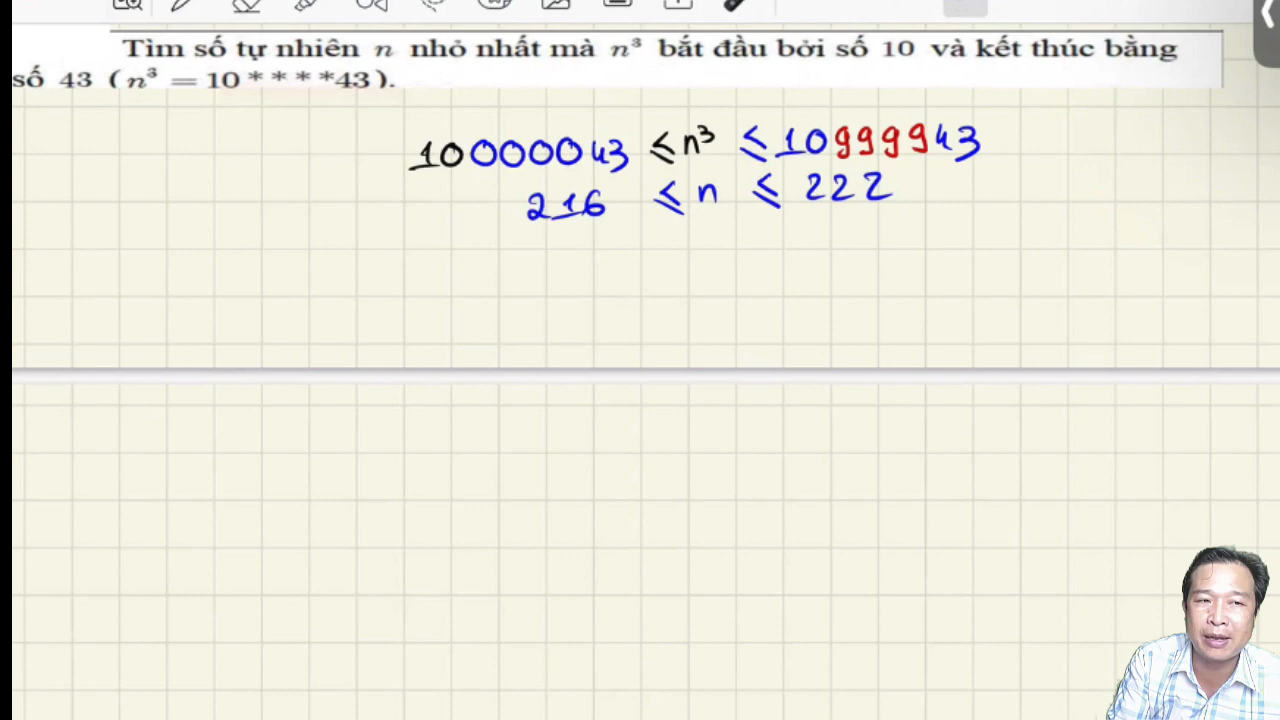 Tìm số tự nhiên n nhỏ nhất mà n³ bắt đầu bởi số 10 và kết thúc bằng
số 43 ( n³ = 10 * * * *43 ).
10000043 ≤ n³ ≤ 10999943
216 ≤ n ≤ 222